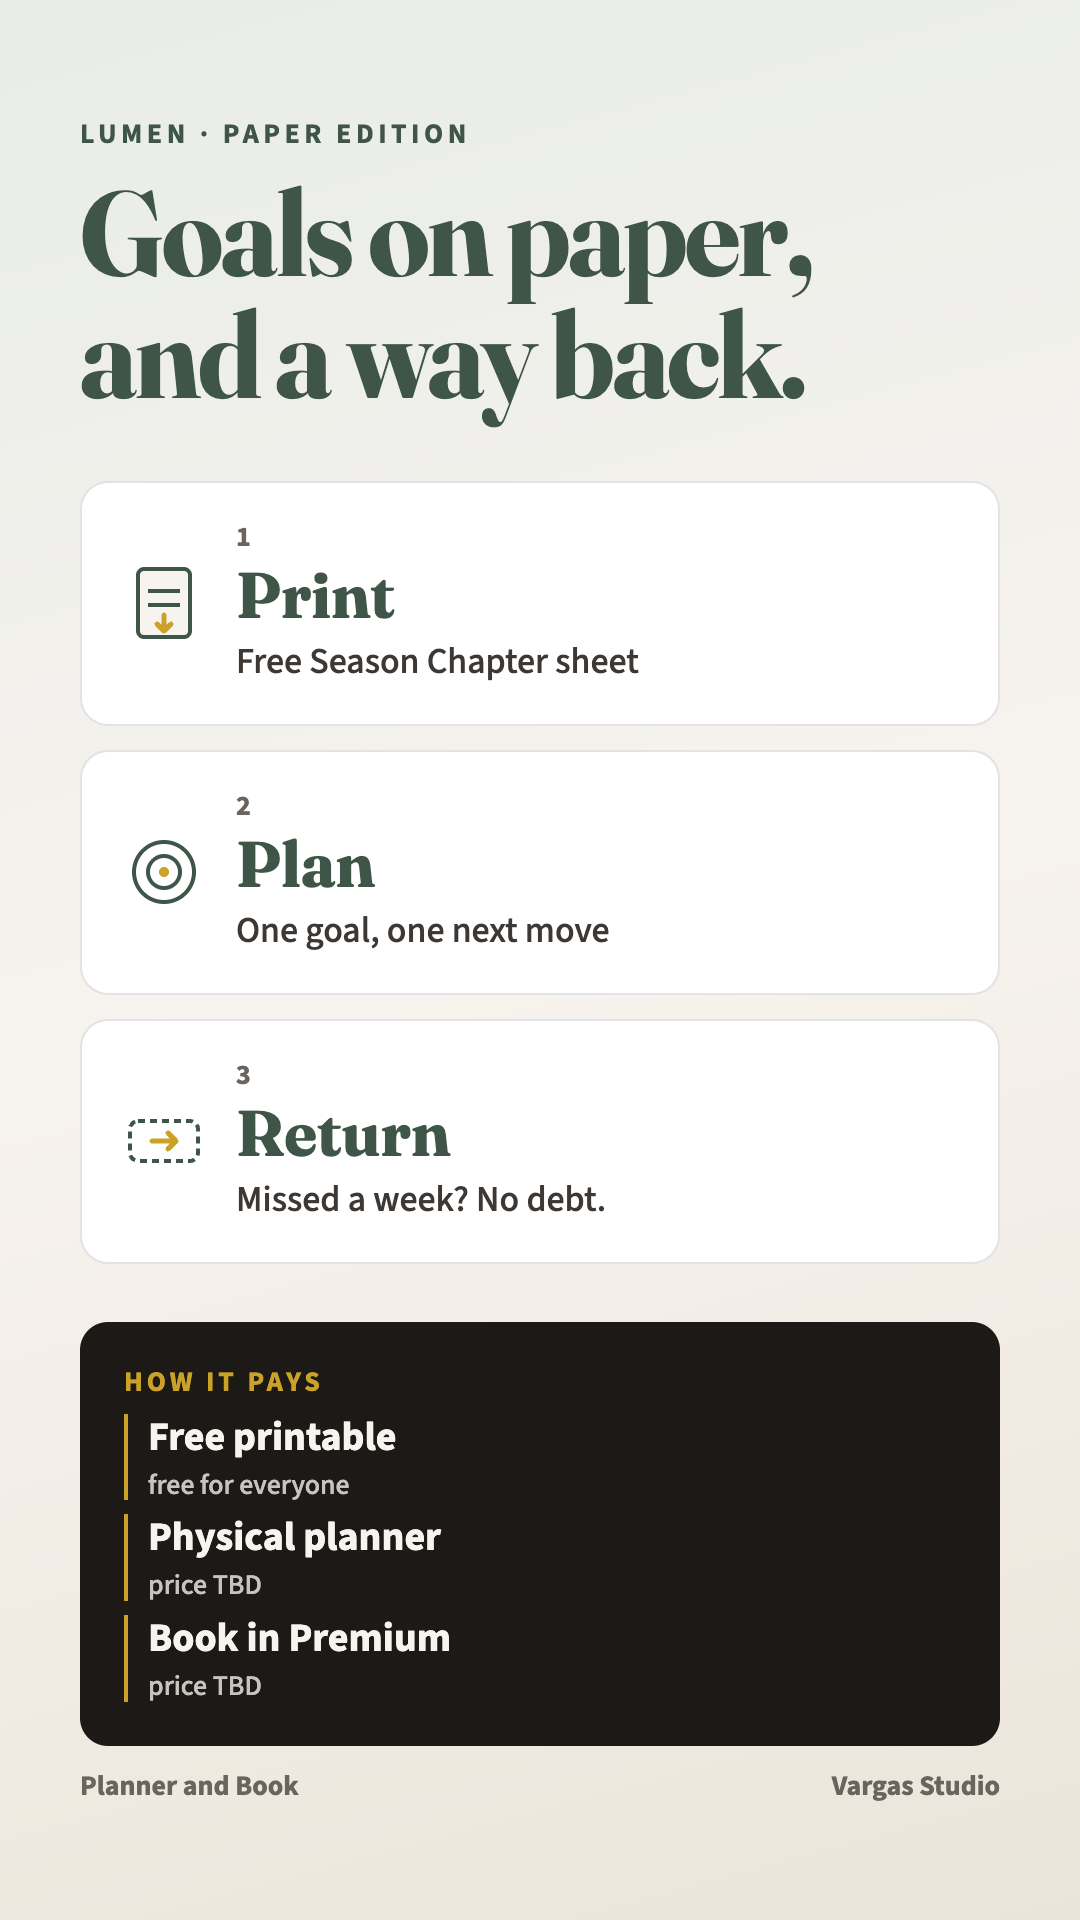 LUMEN · PAPER EDITION
Goals on paper,
and a way back.
1
Print
Free Season Chapter sheet
2
Plan
One goal, one next move
3
Return
Missed a week? No debt.
HOW IT PAYS
Free printable
free for everyone
Physical planner
price TBD
Book in Premium
price TBD
Planner and Book
Vargas Studio